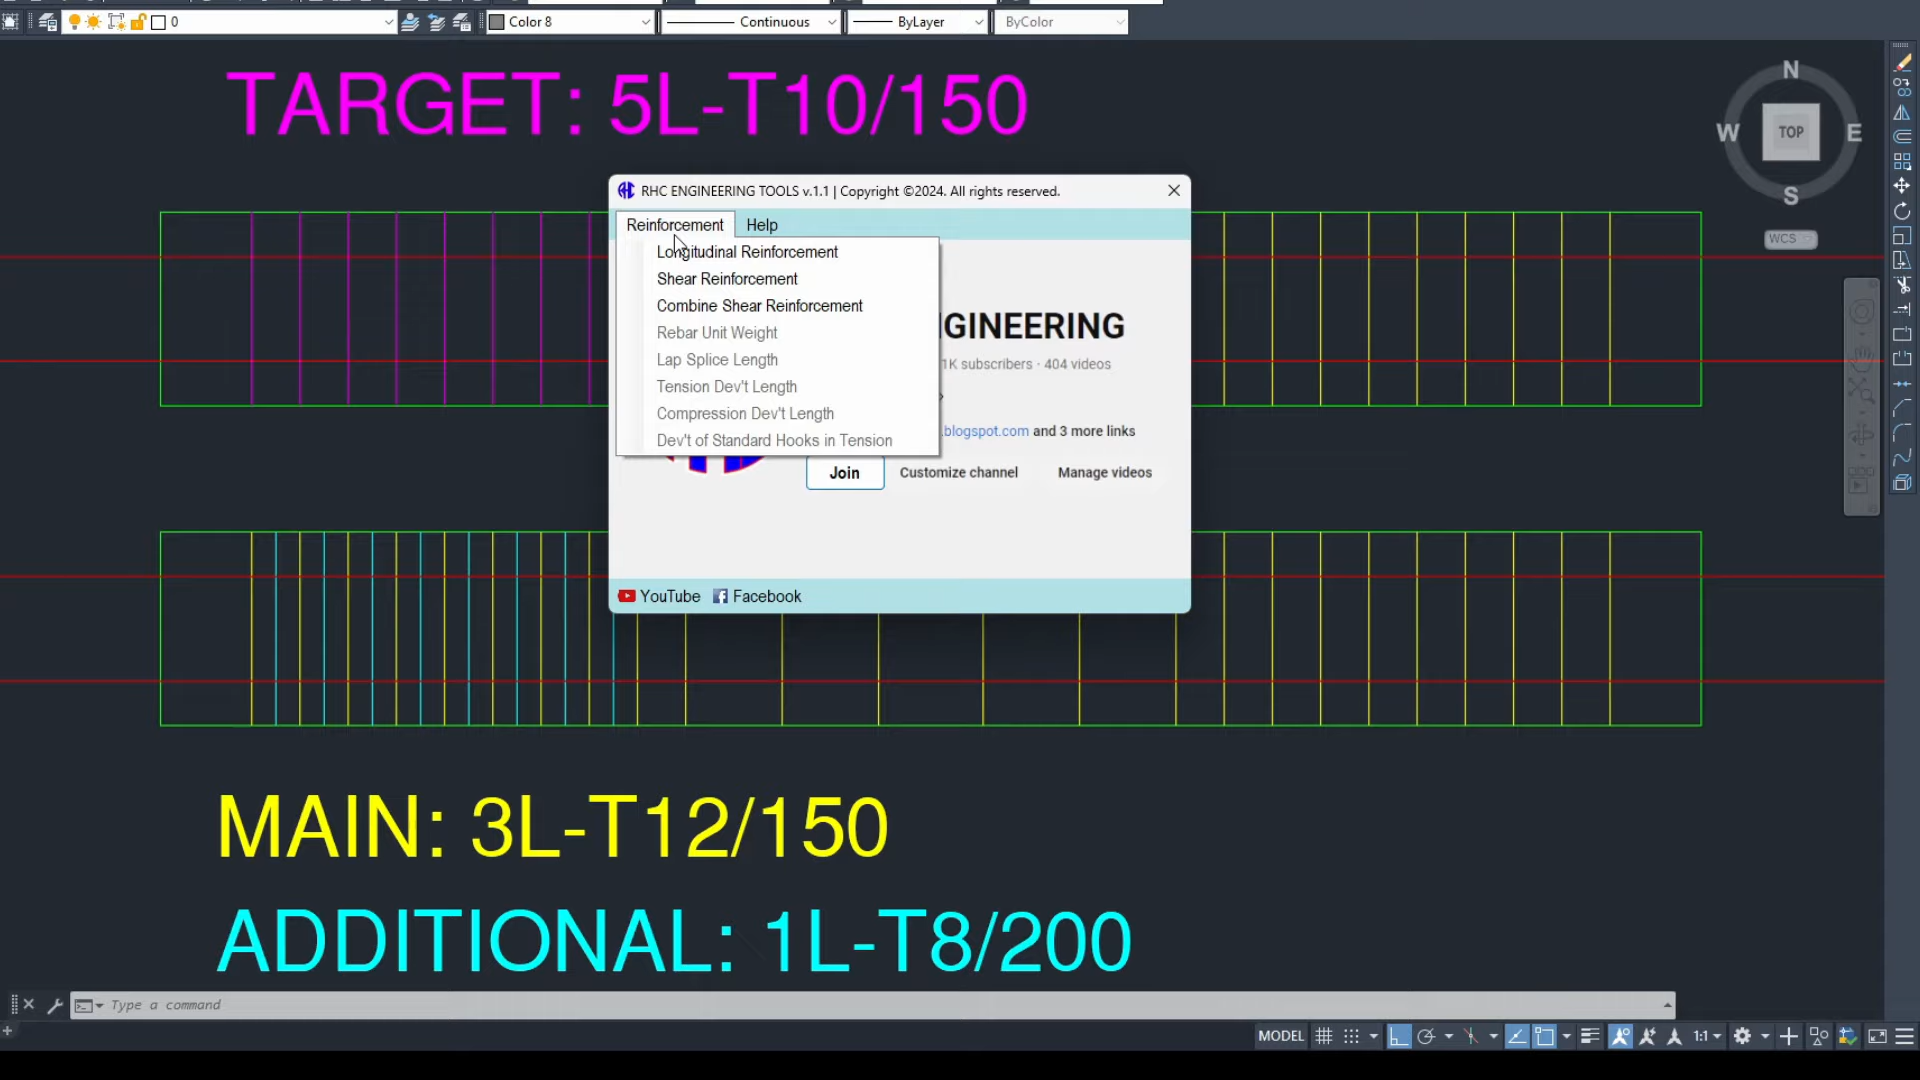 0
Color 8
Continuous
ByLayer
ByColor
TARGET: 5L-T10/150
N
W
TOP
E
S
WCS
RHC ENGINEERING TOOLS v.1.1 | Copyright ©2024. All rights reserved.
Reinforcement
Help
Longitudinal Reinforcement
Shear Reinforcement
Combine Shear Reinforcement
Rebar Unit Weight
Lap Splice Length
Tension Dev't Length
Compression Dev't Length
Dev't of Standard Hooks in Tension
GINEERING
1K subscribers · 404 videos
.blogspot.com and 3 more links
Join
Customize channel
Manage videos
YouTube
Facebook
MAIN: 3L-T12/150
ADDITIONAL: 1L-T8/200
Type a command
MODEL
1:1